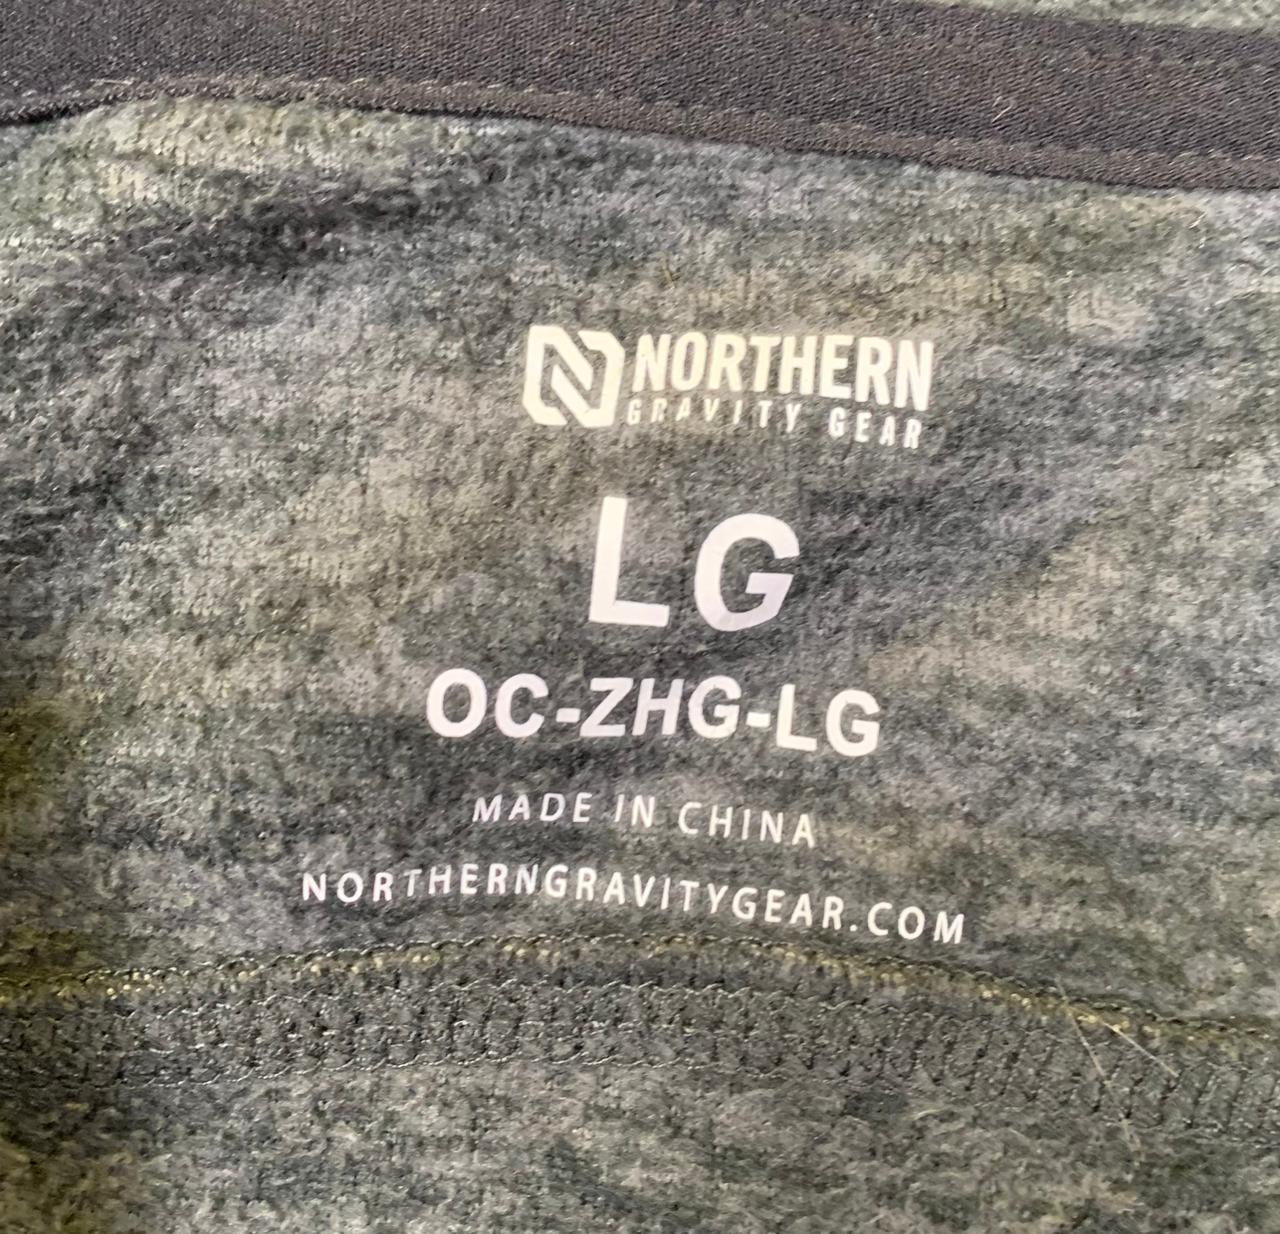 NORTHERN
GRAVITY GEAR
LG
OC-ZHG-LG
MADE IN CHINA
NORTHERNGRAVITYGEAR.COM